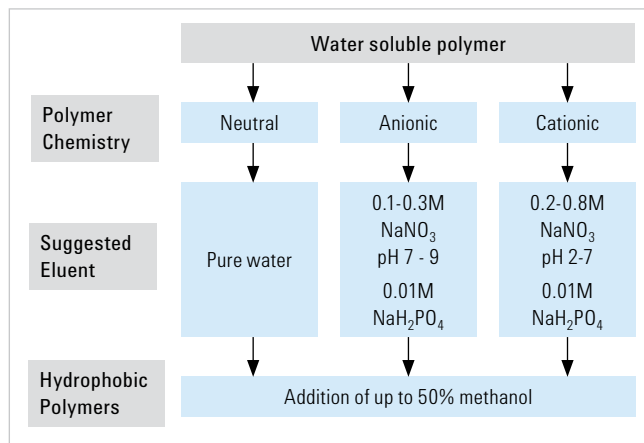 Water soluble polymer
Polymer
Chemistry
Neutral
Anionic
Cationic
Suggested
Eluent
Pure water
0.1-0.3M
NaNO₃
pH 7 - 9
0.01M
NaH₂PO₄
0.2-0.8M
NaNO₃
pH 2-7
0.01M
NaH₂PO₄
Hydrophobic
Polymers
Addition of up to 50% methanol